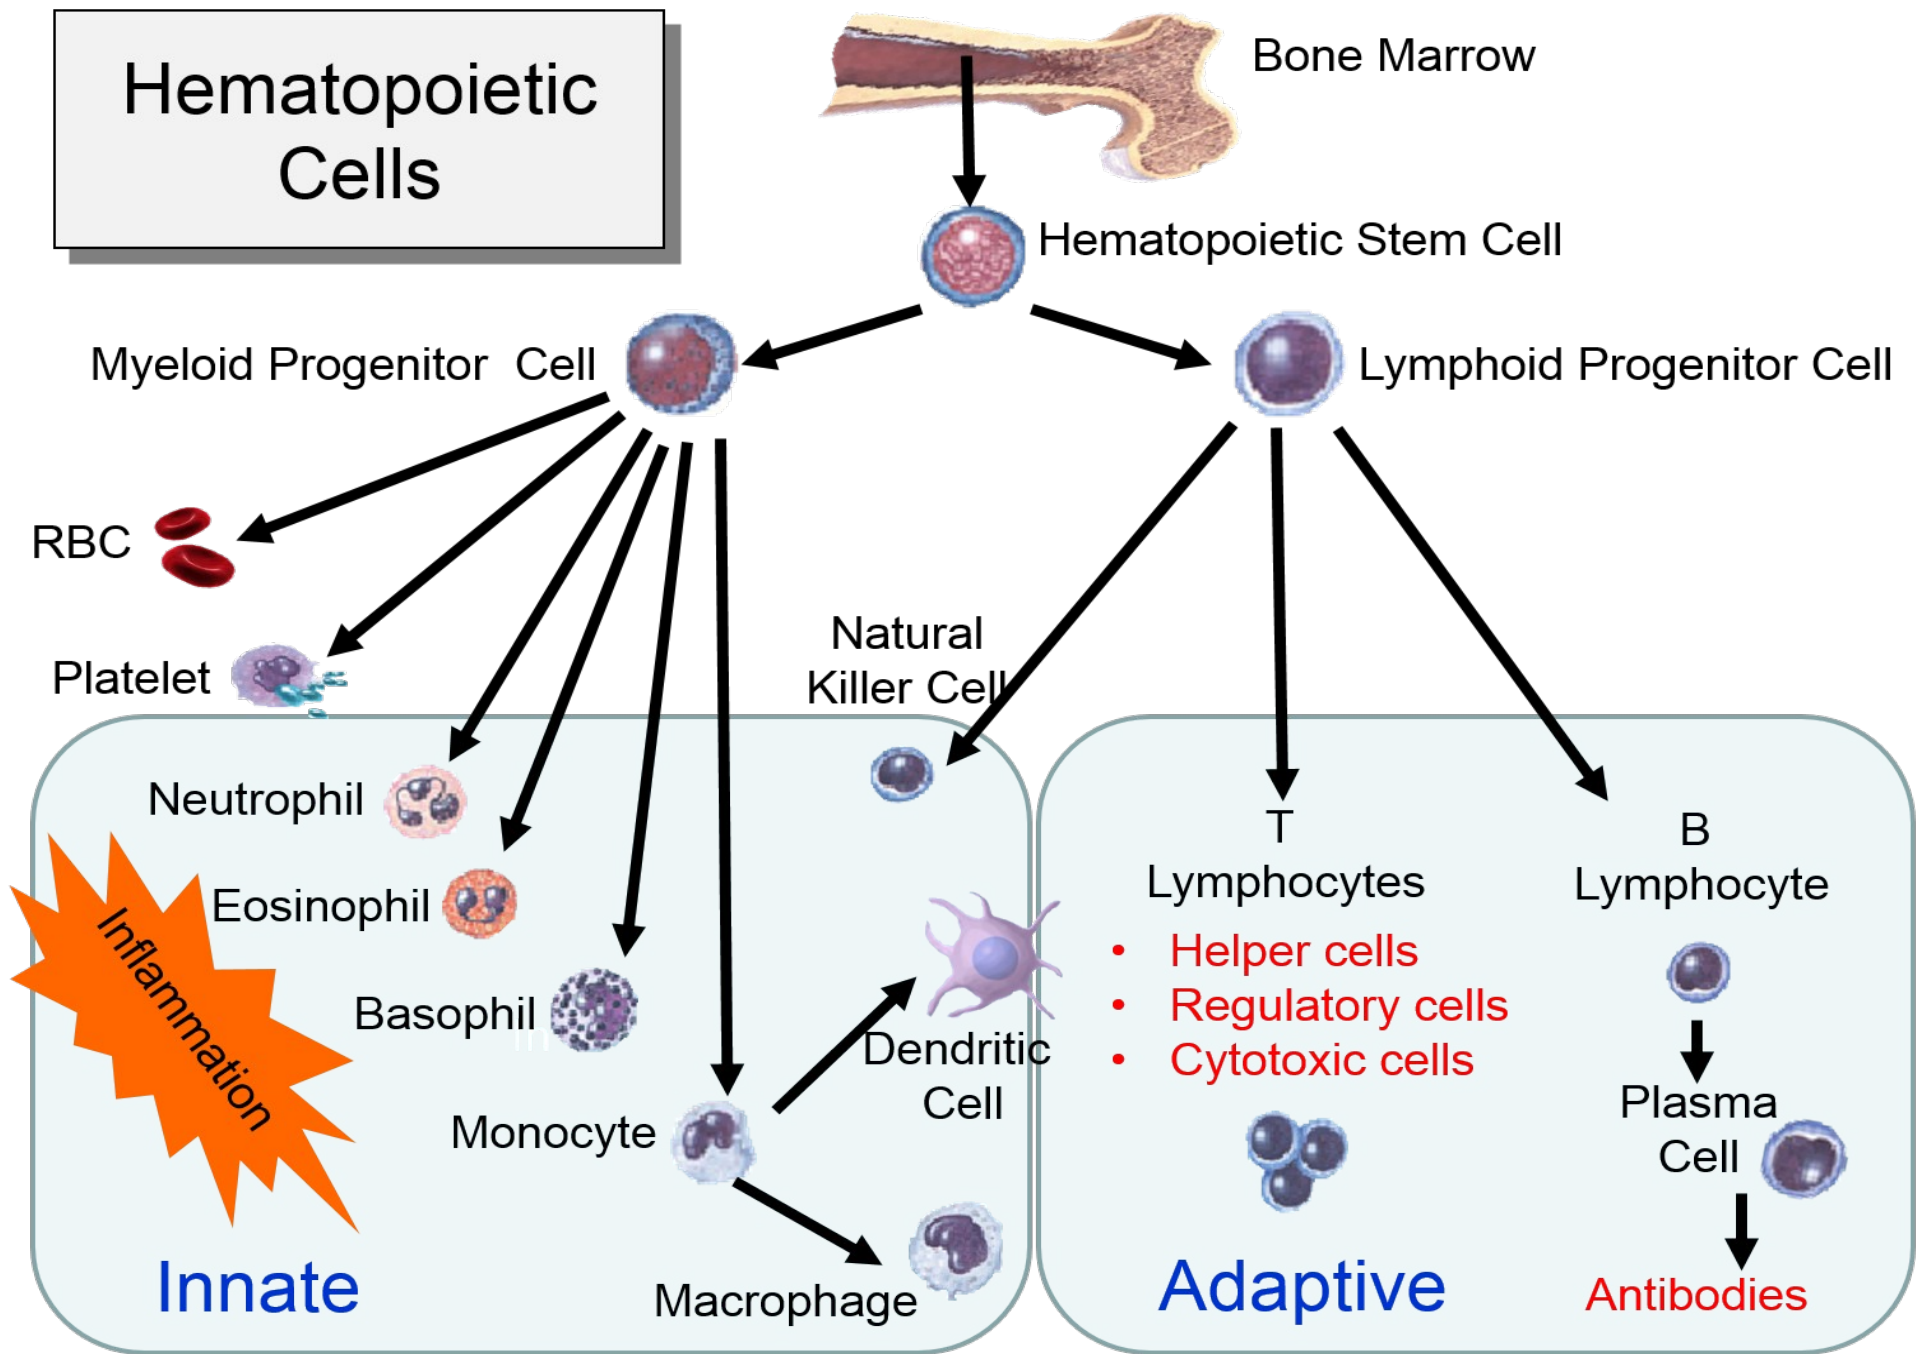 Hematopoietic
Cells
Bone Marrow
Hematopoietic Stem Cell
Myeloid Progenitor Cell
Lymphoid Progenitor Cell
RBC
Platelet
Natural
Killer Cell
Neutrophil
Eosinophil
Basophil
in
Monocyte
Dendritic
Cell
Macrophage
Inflammation
Innate
T
Lymphocytes
• Helper cells
• Regulatory cells
• Cytotoxic cells
Adaptive
B
Lymphocyte
Plasma
Cell
Antibodies